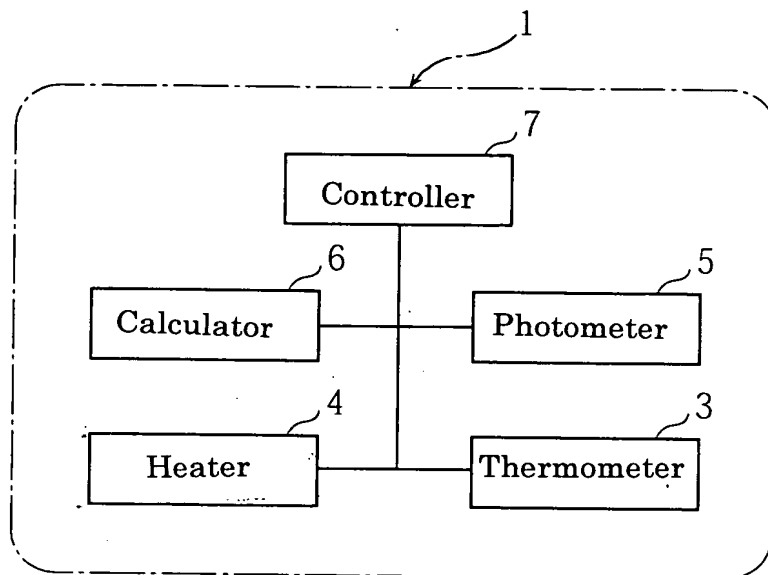 1
7
Controller
6
5
Calculator
Photometer
4
3
Heater
Thermometer